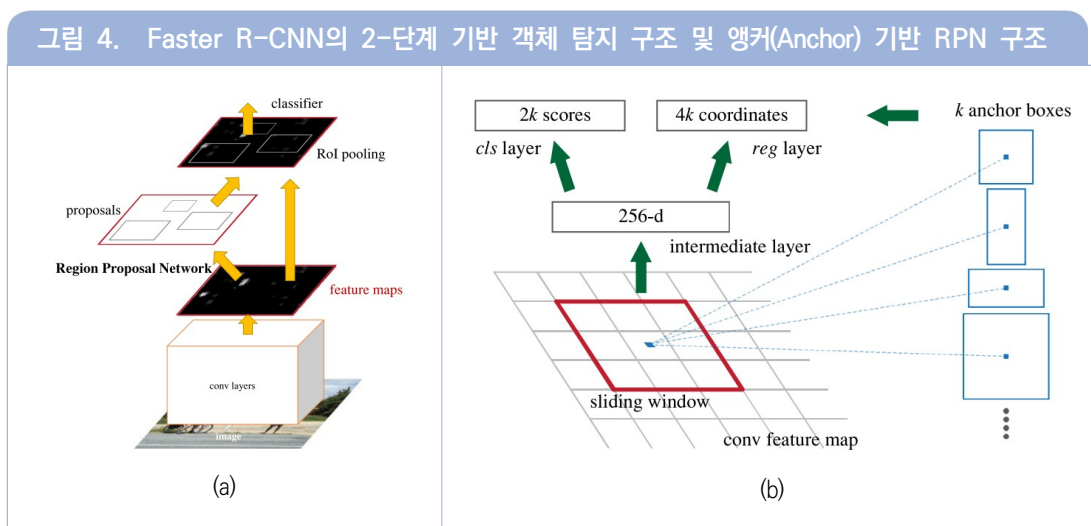 그림 4. Faster R-CNN의 2-단계 기반 객체 탐지 구조 및 앵커(Anchor) 기반 RPN 구조
classifier
RoI pooling
proposals
Region Proposal Network
feature maps
conv layers
image
(a)
2k scores
4k coordinates
k anchor boxes
cls layer
reg layer
256-d
intermediate layer
sliding window
conv feature map
(b)